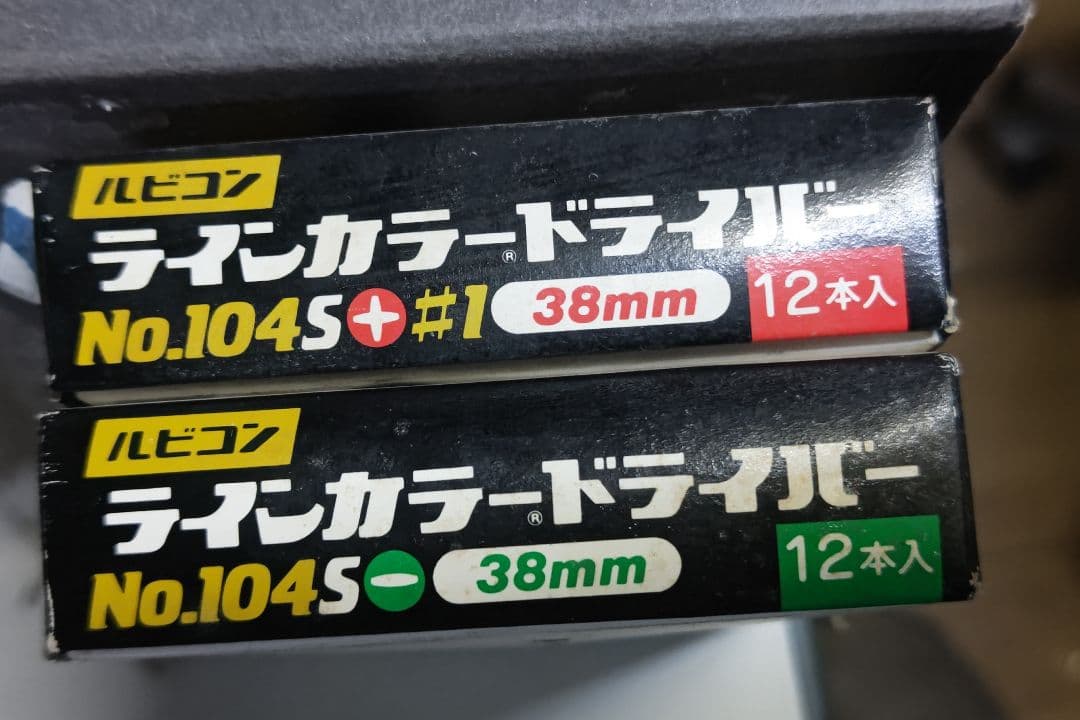 ルビコン
ラインカラードライバー
®
No.104S⊕#1 38mm
12本入
ルビコン
ラインカラードライバー
®
No.104S⊖ 38mm
12本入